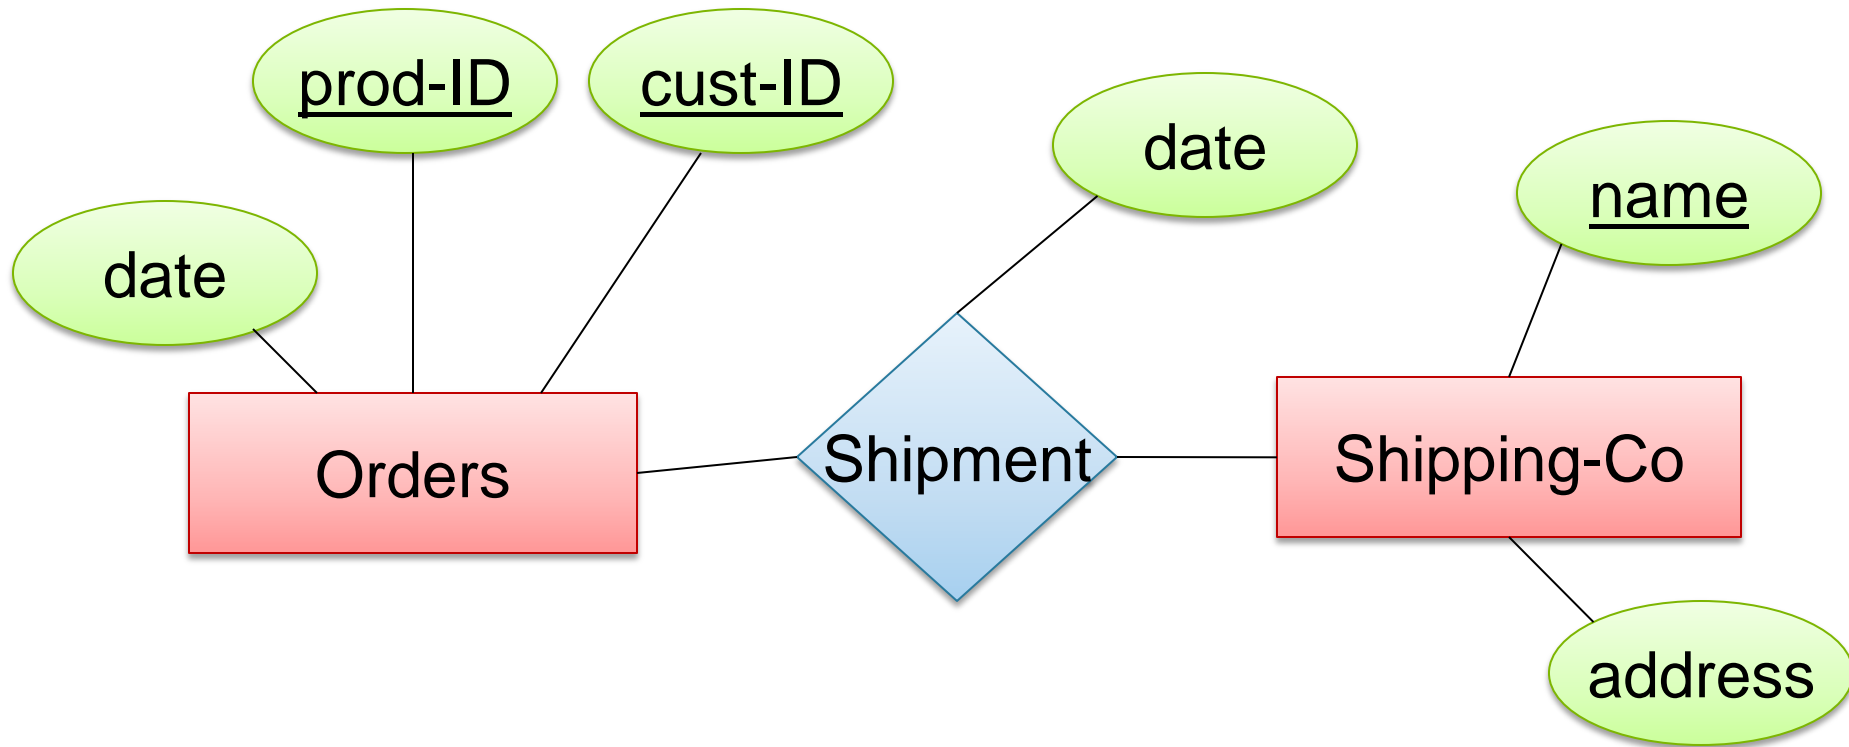 prod-ID
cust-ID
date
name
date
Orders
Shipment
Shipping-Co
address